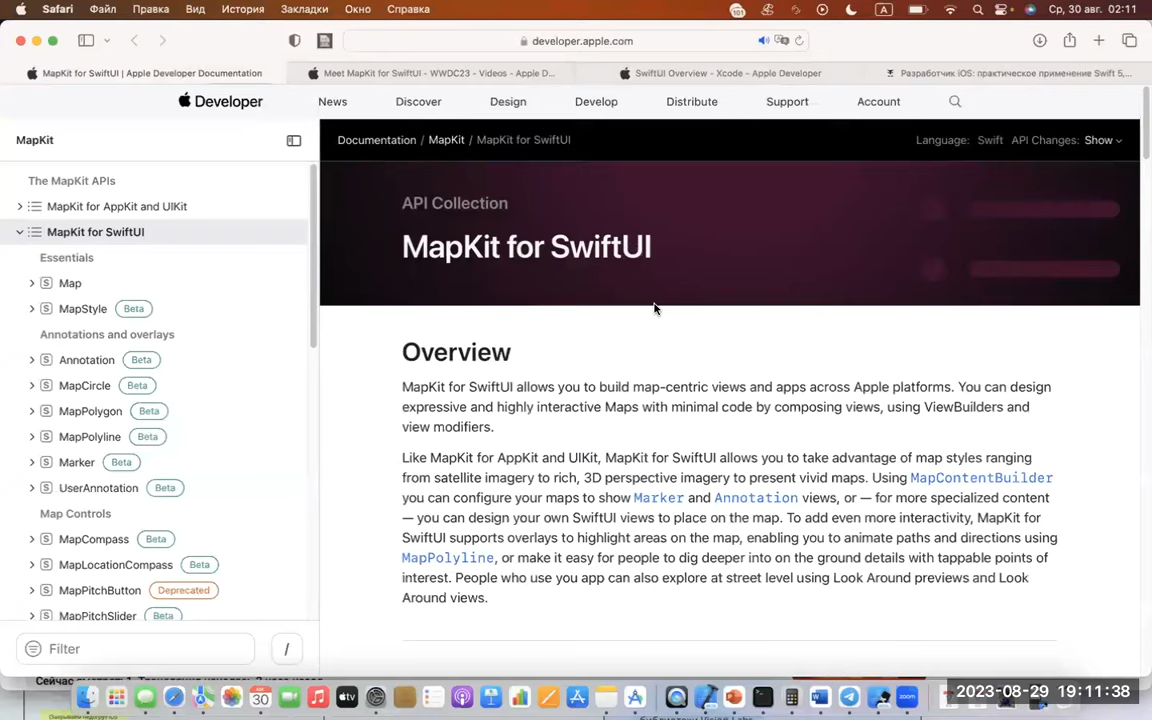 Safari Файл Правка Вид История Закладки Окно Справка А Ср, 30 авг. 02:11
developer.apple.com
MapKit for SwiftUI | Apple Developer Documentation Meet MapKit for SwiftUI - WWDC23 - Videos - Apple D... SwiftUI Overview - Xcode - Apple Developer Разработчик iOS: практическое применение Swift 5,...
Developer News Discover Design Develop Distribute Support Account
MapKit
Documentation / MapKit / MapKit for SwiftUI Language: Swift API Changes: Show
The MapKit APIs
MapKit for AppKit and UIKit
MapKit for SwiftUI
Essentials
Map
MapStyle Beta
Annotations and overlays
Annotation Beta
MapCircle Beta
MapPolygon Beta
MapPolyline Beta
Marker Beta
UserAnnotation Beta
Map Controls
MapCompass Beta
MapLocationCompass Beta
MapPitchButton Deprecated
MapPitchSlider Beta
Filter /
API Collection
MapKit for SwiftUI
Overview
MapKit for SwiftUI allows you to build map-centric views and apps across Apple platforms. You can design
expressive and highly interactive Maps with minimal code by composing views, using ViewBuilders and
view modifiers.
Like MapKit for AppKit and UIKit, MapKit for SwiftUI allows you to take advantage of map styles ranging
from satellite imagery to rich, 3D perspective imagery to present vivid maps. Using MapContentBuilder
you can configure your maps to show Marker and Annotation views, or — for more specialized content
— you can design your own SwiftUI views to place on the map. To add even more interactivity, MapKit for
SwiftUI supports overlays to highlight areas on the map, enabling you to animate paths and directions using
MapPolyline, or make it easy for people to dig deeper into on the ground details with tappable points of
interest. People who use you app can also explore at street level using Look Around previews and Look
Around views.
30 tv zoom
2023-08-29 19:11:38